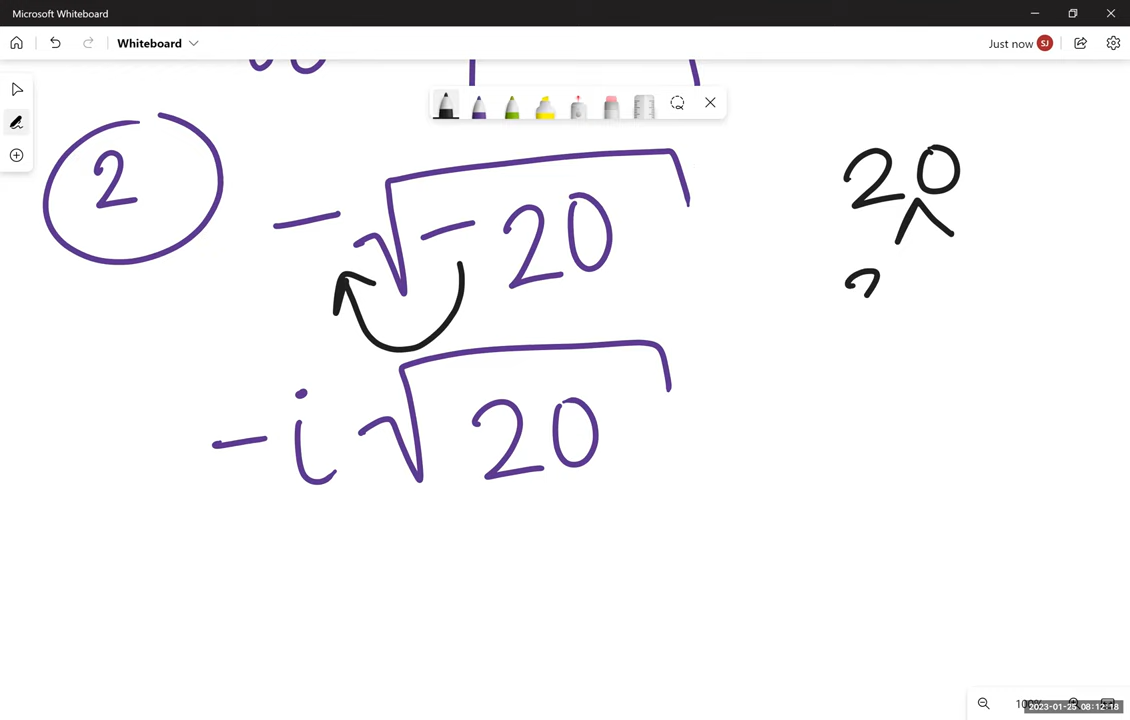 Microsoft Whiteboard
Whiteboard
Just now SJ
2
-√-20
20
-i√20
2023-01-25 08:12:18